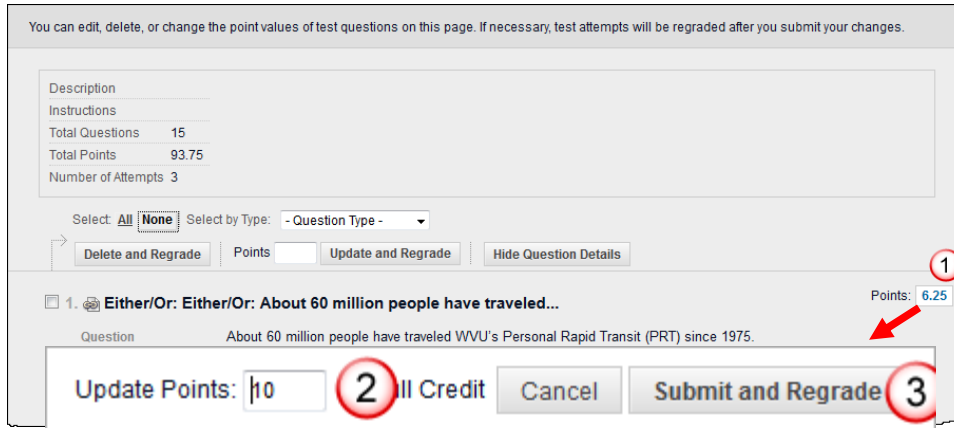 You can edit, delete, or change the point values of test questions on this page. If necessary, test attempts will be regraded after you submit your changes.
Description
Instructions
Total Questions 15
Total Points 93.75
Number of Attempts 3
Select: All None Select by Type: - Question Type -
Delete and Regrade Points Update and Regrade Hide Question Details
1
1. Either/Or: Either/Or: About 60 million people have traveled... Points: 6.25
Question About 60 million people have traveled WVU's Personal Rapid Transit (PRT) since 1975.
Update Points: 10 2 ll Credit Cancel Submit and Regrade 3